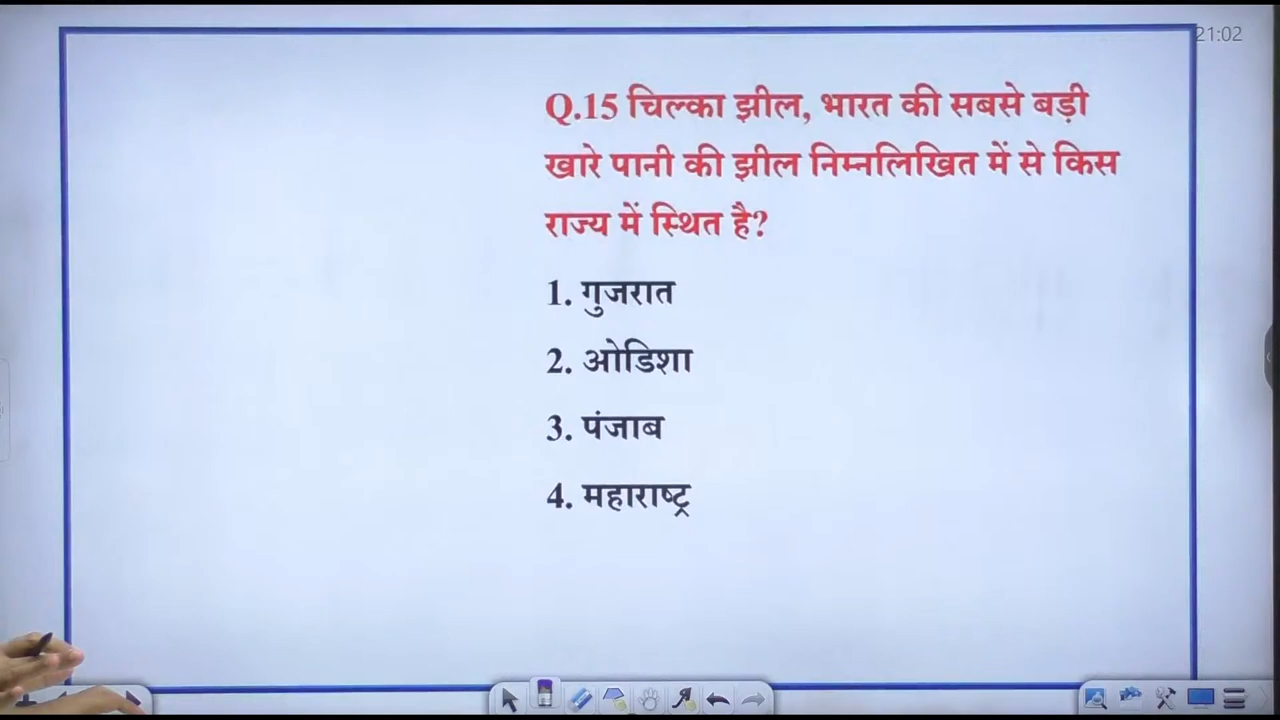 21:02
Q.15 चिल्का झील, भारत की सबसे बड़ी
खारे पानी की झील निम्नलिखित में से किस
राज्य में स्थित है?
1. गुजरात
2. ओडिशा
3. पंजाब
4. महाराष्ट्र